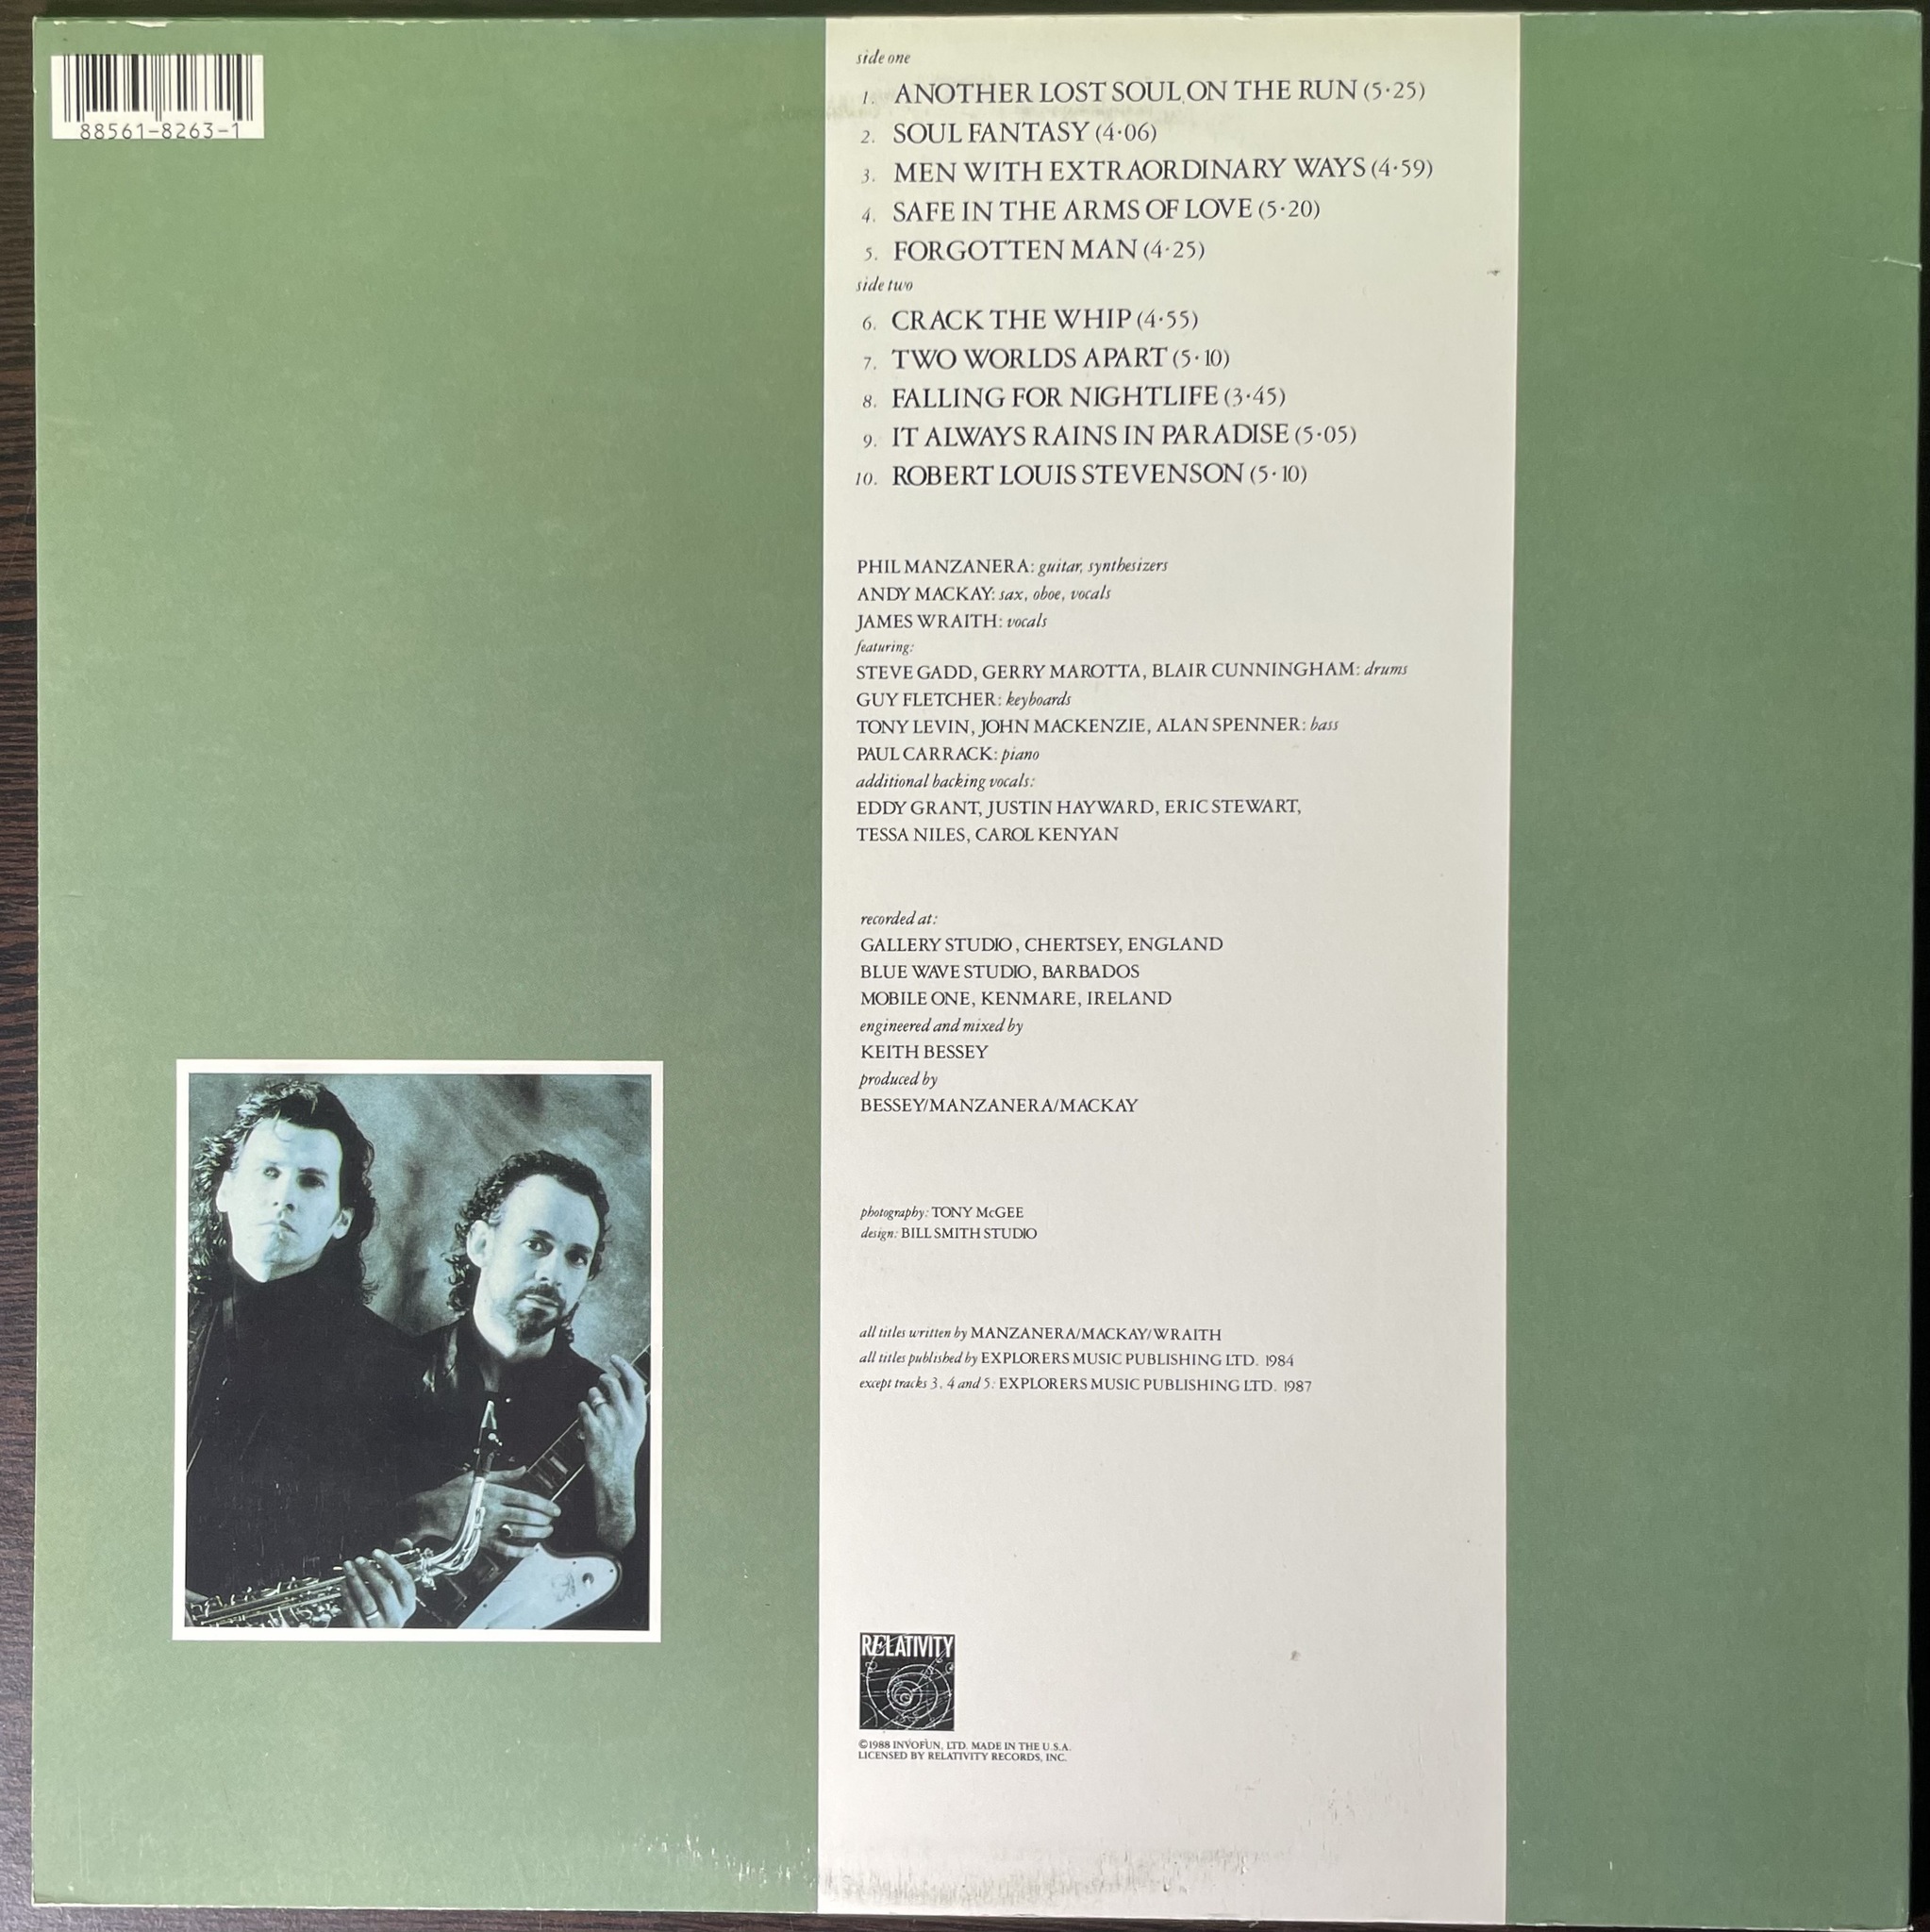 88561-8263-1
side one
1. ANOTHER LOST SOUL ON THE RUN (5·25)
2. SOUL FANTASY (4·06)
3. MEN WITH EXTRAORDINARY WAYS (4·59)
4. SAFE IN THE ARMS OF LOVE (5·20)
5. FORGOTTEN MAN (4·25)
side two
6. CRACK THE WHIP (4·55)
7. TWO WORLDS APART (5·10)
8. FALLING FOR NIGHTLIFE (3·45)
9. IT ALWAYS RAINS IN PARADISE (5·05)
10. ROBERT LOUIS STEVENSON (5·10)
PHIL MANZANERA: guitar, synthesizers
ANDY MACKAY: sax, oboe, vocals
JAMES WRAITH: vocals
featuring:
STEVE GADD, GERRY MAROTTA, BLAIR CUNNINGHAM: drums
GUY FLETCHER: keyboards
TONY LEVIN, JOHN MACKENZIE, ALAN SPENNER: bass
PAUL CARRACK: piano
additional backing vocals:
EDDY GRANT, JUSTIN HAYWARD, ERIC STEWART,
TESSA NILES, CAROL KENYAN
recorded at:
GALLERY STUDIO, CHERTSEY, ENGLAND
BLUE WAVE STUDIO, BARBADOS
MOBILE ONE, KENMARE, IRELAND
engineered and mixed by
KEITH BESSEY
produced by
BESSEY/MANZANERA/MACKAY
photography: TONY McGEE
design: BILL SMITH STUDIO
all titles written by MANZANERA/MACKAY/WRAITH
all titles published by EXPLORERS MUSIC PUBLISHING LTD. 1984
except tracks 3, 4 and 5: EXPLORERS MUSIC PUBLISHING LTD. 1987
RELATIVITY
©1988 INVOFUN, LTD. MADE IN THE U.S.A.
LICENSED BY RELATIVITY RECORDS, INC.